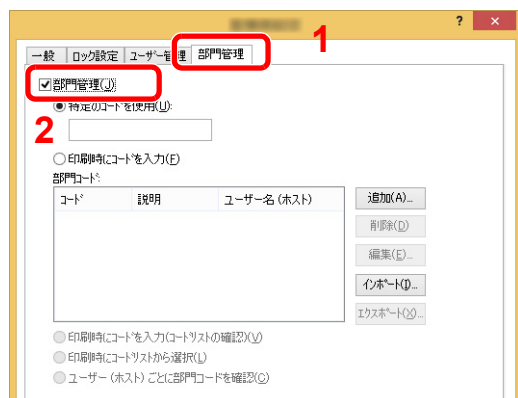 ? ×
1
一般 ロック設定 ユーザー管理 部門管理
部門管理(J)
特定のコードを使用(U):
2
印刷時にコードを入力(F)
部門コード:
コード 説明 ユーザー名 (ホスト)
追加(A)...
削除(D)
編集(E)...
インポート(I)...
エクスポート(X)...
印刷時にコードを入力(コードリストの確認)(V)
印刷時にコードリストから選択(L)
ユーザー (ホスト) ごとに部門コードを確認(C)